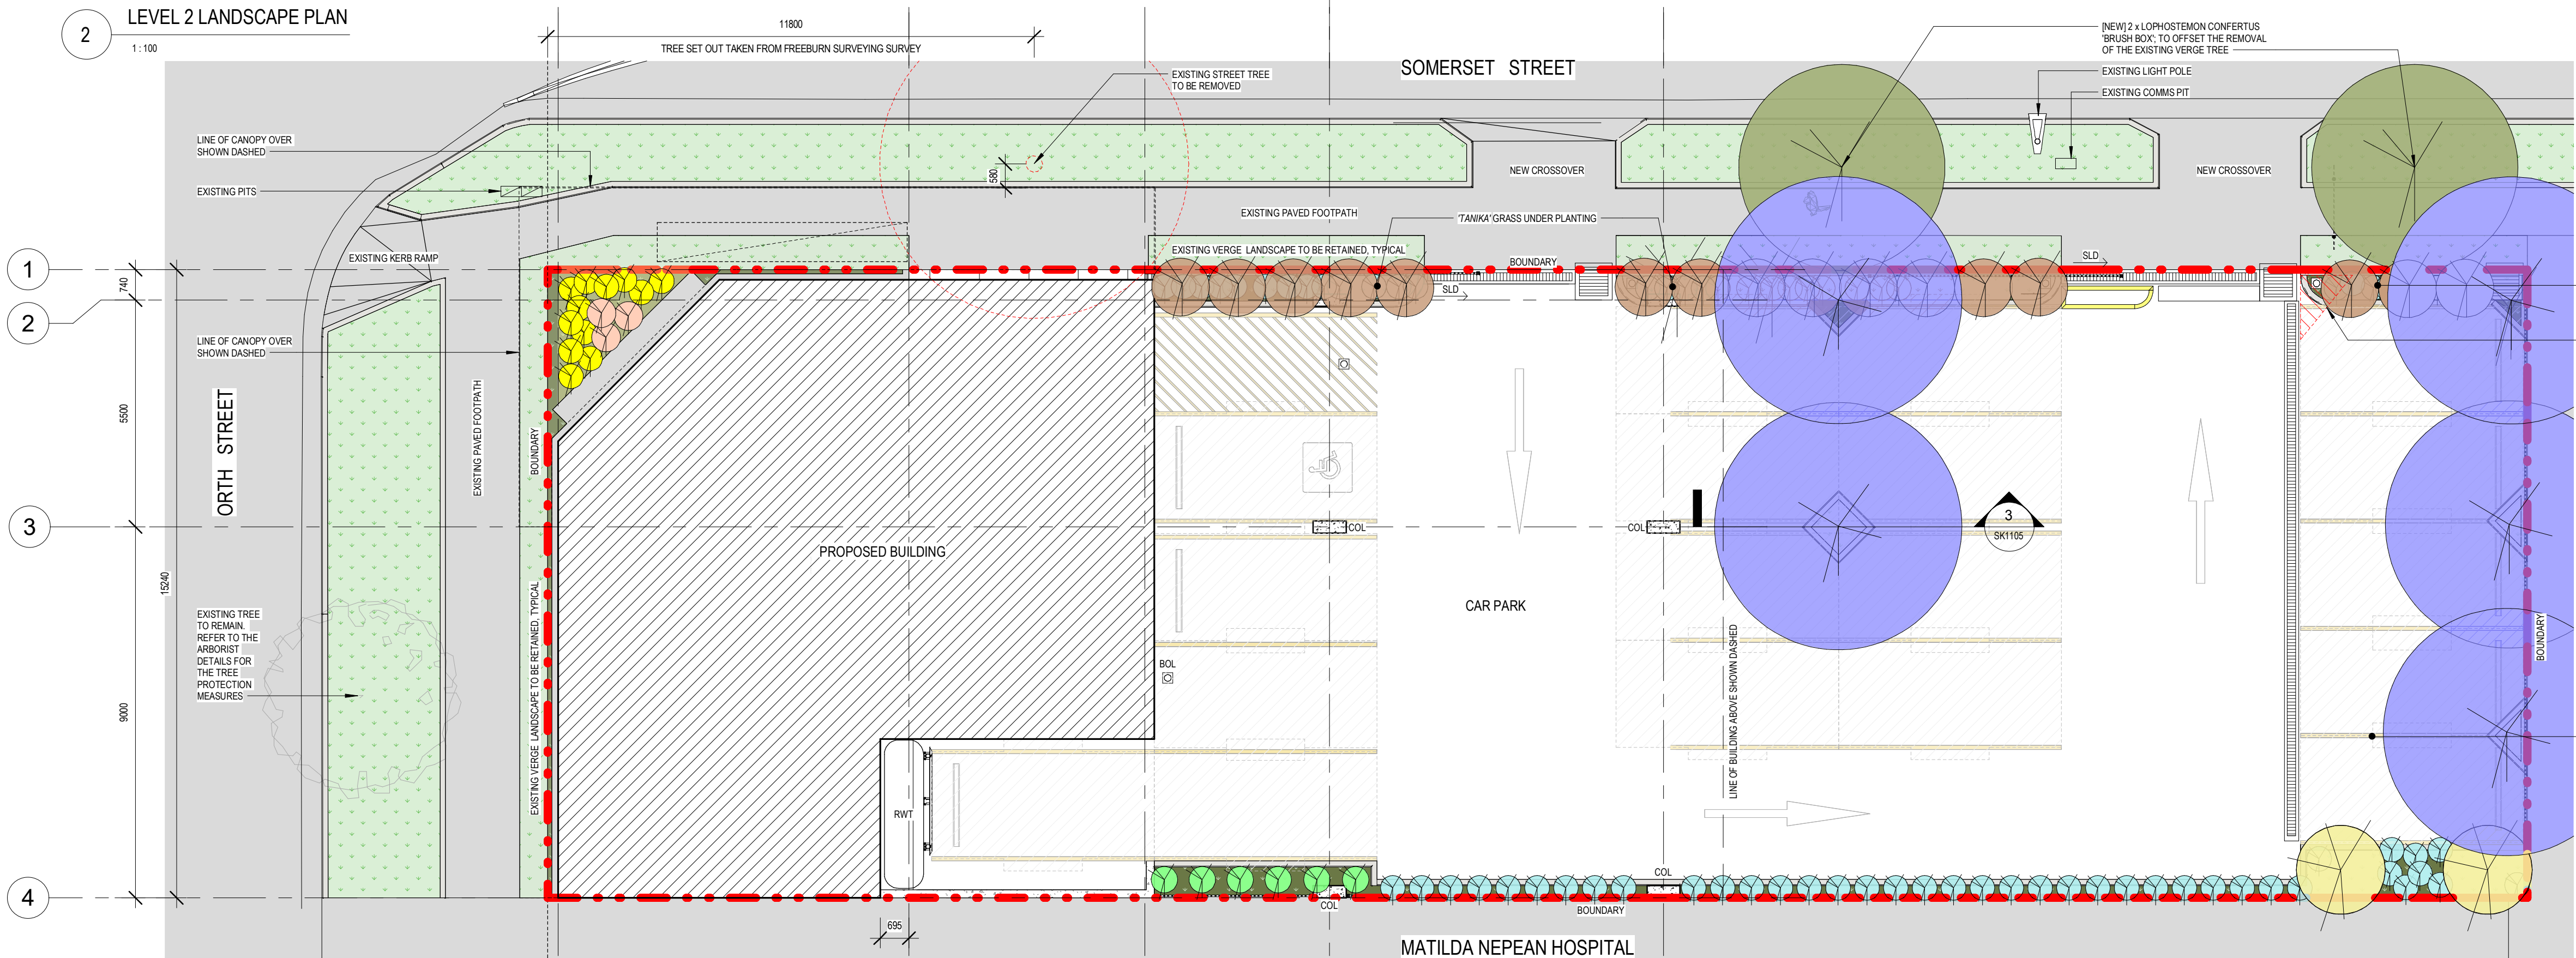 2
LEVEL 2 LANDSCAPE PLAN
1 : 100
11800
TREE SET OUT TAKEN FROM FREEBURN SURVEYING SURVEY
EXISTING STREET TREE
TO BE REMOVED
SOMERSET STREET
[NEW] 2 x LOPHOSTEMON CONFERTUS
'BRUSH BOX'; TO OFFSET THE REMOVAL
OF THE EXISTING VERGE TREE
EXISTING LIGHT POLE
EXISTING COMMS PIT
LINE OF CANOPY OVER
SHOWN DASHED
EXISTING PITS
580
NEW CROSSOVER
NEW CROSSOVER
EXISTING PAVED FOOTPATH
'TANIKA' GRASS UNDER PLANTING
EXISTING VERGE LANDSCAPE TO BE RETAINED, TYPICAL
EXISTING KERB RAMP
BOUNDARY
SLD
SLD
1
740
2
LINE OF CANOPY OVER
SHOWN DASHED
5500
ORTH STREET
EXISTING PAVED FOOTPATH
BOUNDARY
3
COL
COL
3
SK1105
PROPOSED BUILDING
15240
CAR PARK
EXISTING TREE
TO REMAIN.
REFER TO THE
ARBORIST
DETAILS FOR
THE TREE
PROTECTION
MEASURES
EXISTING VERGE LANDSCAPE TO BE RETAINED, TYPICAL
BOL
LINE OF BUILDING ABOVE SHOWN DASHED
BOUNDARY
9000
RWT
COL
4
COL
BOUNDARY
695
MATILDA NEPEAN HOSPITAL